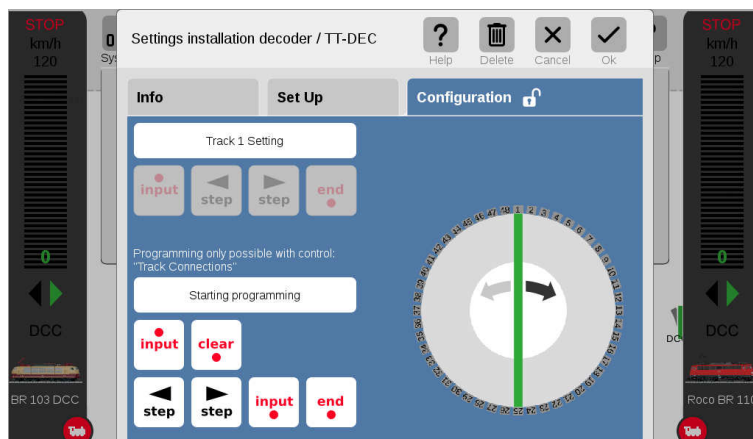 STOP
km/h
120
0
DCC
BR 103 DCC
Settings installation decoder / TT-DEC
Help
Delete
Cancel
Ok
Info
Set Up
Configuration
Track 1 Setting
input
step
step
end
Programming only possible with control:
"Track Connections"
Starting programming
input
clear
step
step
input
end
STOP
km/h
120
0
DCC
Roco BR 110